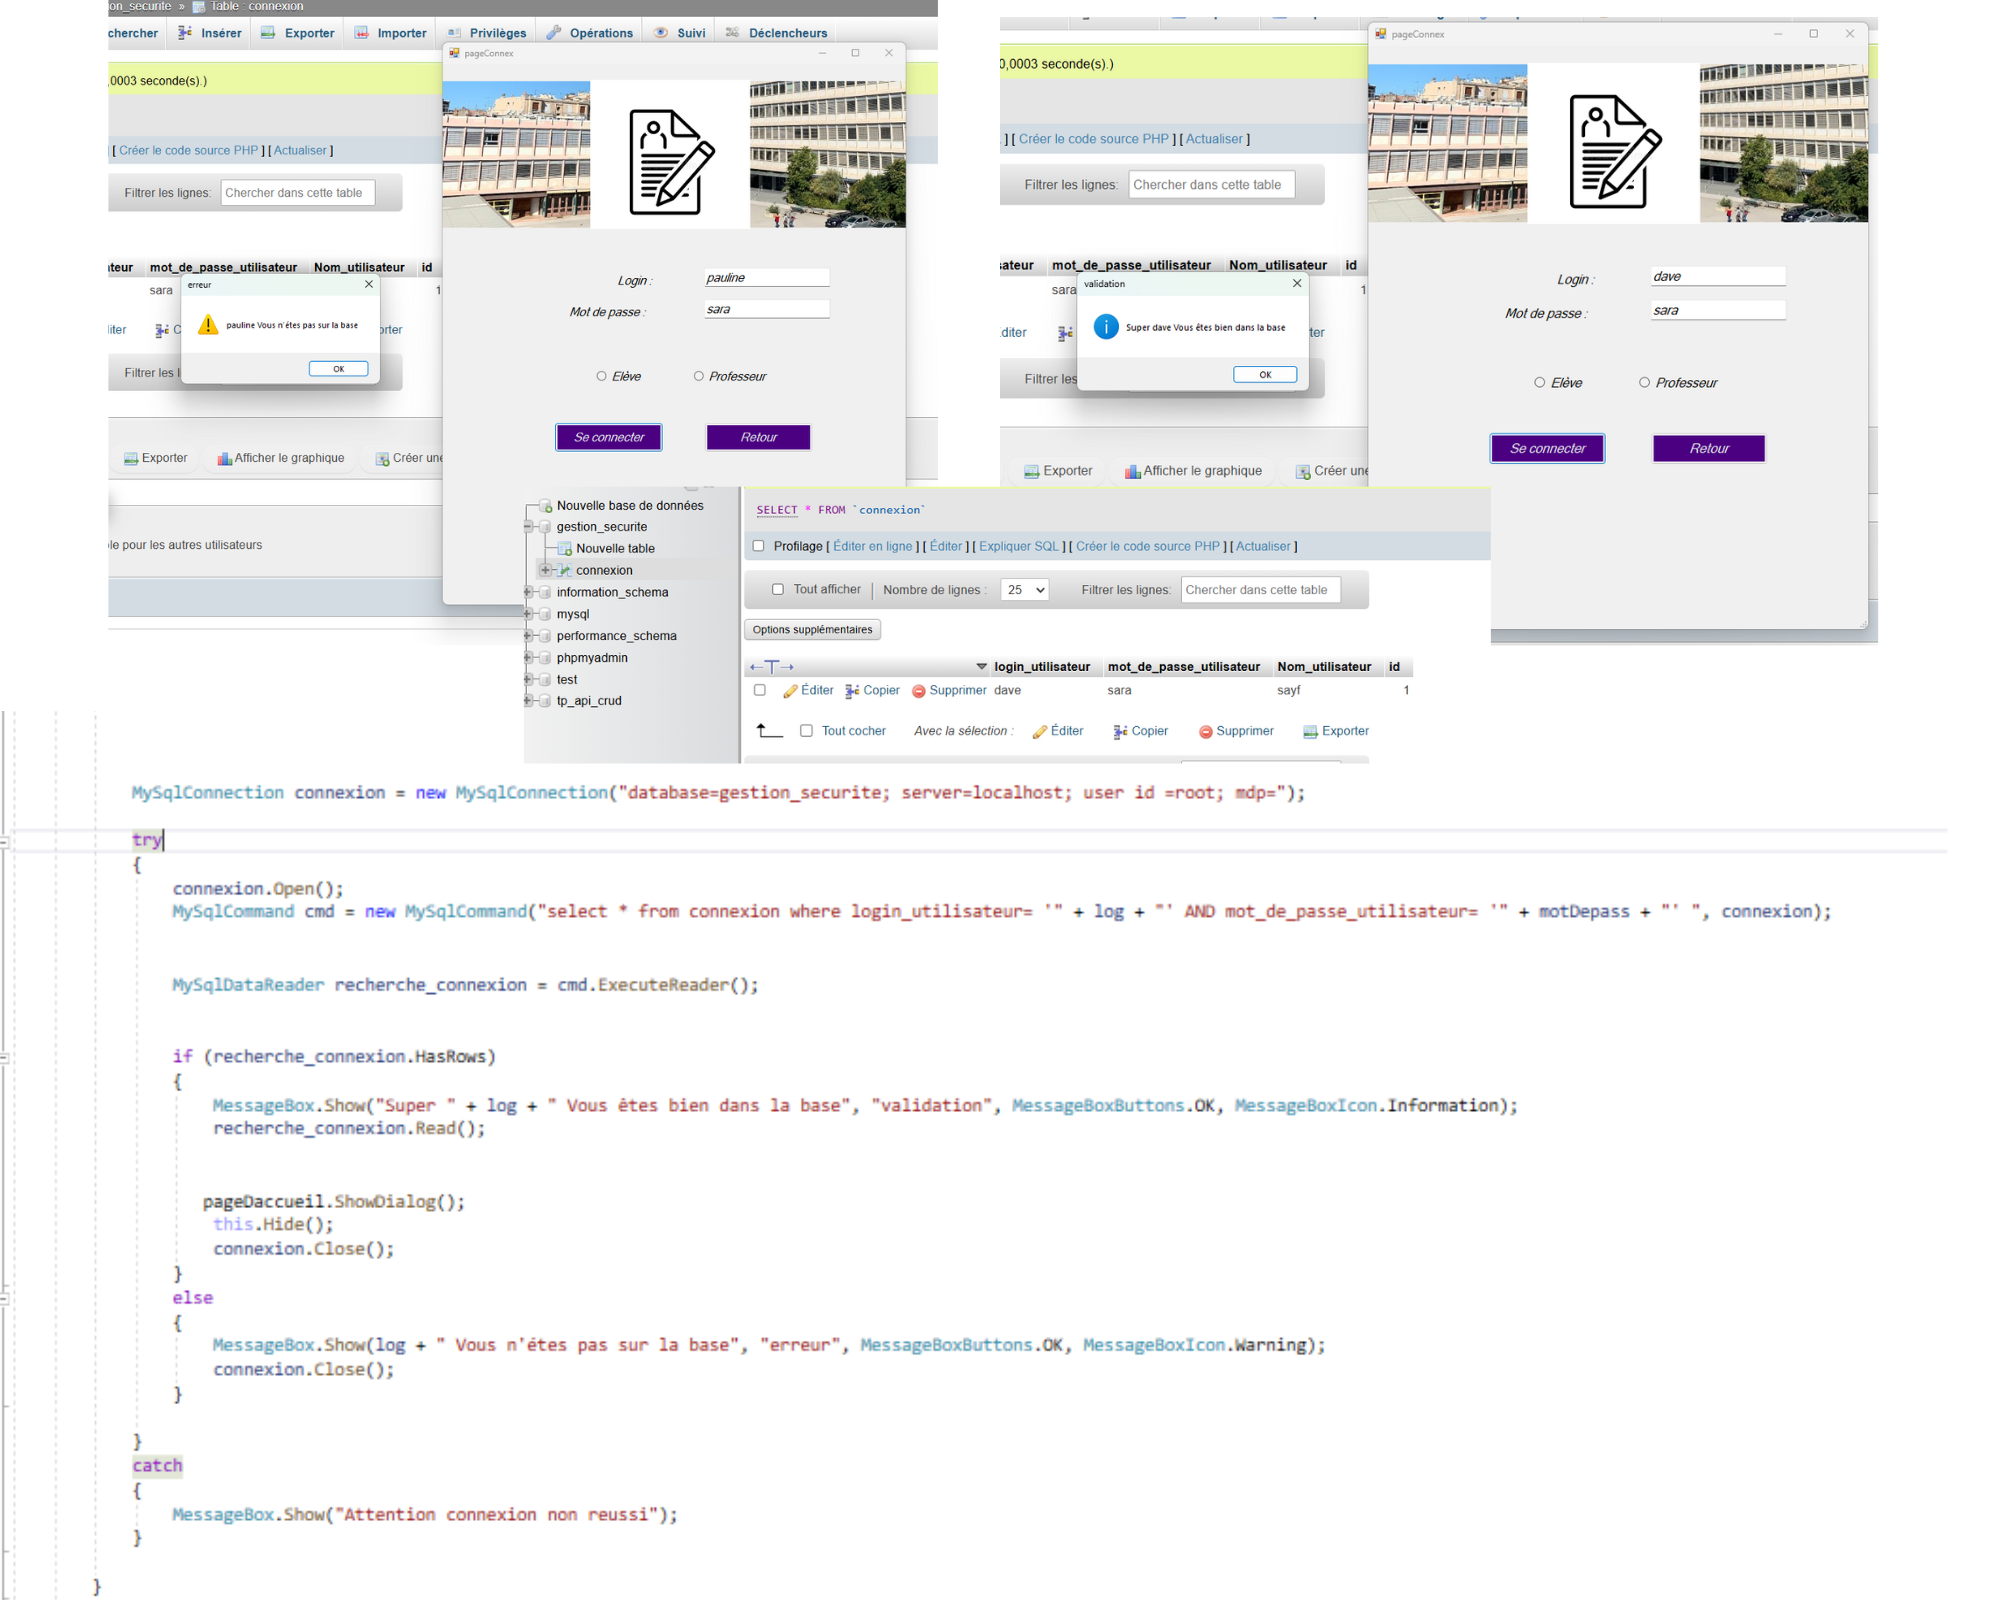 on_securite » Table : connexion
chercher Insérer Exporter Importer Privilèges Opérations Suivi Déclencheurs
,0003 seconde(s).)
[ Créer le code source PHP ] [ Actualiser ]
Filtrer les lignes: Chercher dans cette table
teur mot_de_passe_utilisateur Nom_utilisateur id
sara 1
erreur
pauline Vous n'étes pas sur la base
OK
iter C orter
Filtrer les l
Exporter Afficher le graphique Créer une
le pour les autres utilisateurs
pageConnex
Login : pauline
Mot de passe : sara
Elève Professeur
Se connecter Retour
0,0003 seconde(s).)
] [ Créer le code source PHP ] [ Actualiser ]
Filtrer les lignes: Chercher dans cette table
sateur mot_de_passe_utilisateur Nom_utilisateur id
sara 1
validation
Super dave Vous étes bien dans la base
OK
diter ter
Filtrer les
Exporter Afficher le graphique Créer une
pageConnex
Login : dave
Mot de passe : sara
Elève Professeur
Se connecter Retour
Nouvelle base de données
gestion_securite
Nouvelle table
connexion
information_schema
mysql
performance_schema
phpmyadmin
test
tp_api_crud
SELECT * FROM `connexion`
Profilage [ Éditer en ligne ] [ Éditer ] [ Expliquer SQL ] [ Créer le code source PHP ] [ Actualiser ]
Tout afficher | Nombre de lignes : 25 Filtrer les lignes: Chercher dans cette table
Options supplémentaires
←T→ login_utilisateur mot_de_passe_utilisateur Nom_utilisateur id
Éditer Copier Supprimer dave sara sayf 1
Tout cocher Avec la sélection : Éditer Copier Supprimer Exporter
MySqlConnection connexion = new MySqlConnection("database=gestion_securite; server=localhost; user id =root; mdp=");
try
{
connexion.Open();
MySqlCommand cmd = new MySqlCommand("select * from connexion where login_utilisateur= '" + log + "' AND mot_de_passe_utilisateur= '" + motDepass + "' ", connexion);
MySqlDataReader recherche_connexion = cmd.ExecuteReader();
if (recherche_connexion.HasRows)
{
MessageBox.Show("Super " + log + " Vous étes bien dans la base", "validation", MessageBoxButtons.OK, MessageBoxIcon.Information);
recherche_connexion.Read();
pageDaccueil.ShowDialog();
this.Hide();
connexion.Close();
}
else
{
MessageBox.Show(log + " Vous n'étes pas sur la base", "erreur", MessageBoxButtons.OK, MessageBoxIcon.Warning);
connexion.Close();
}
}
catch
{
MessageBox.Show("Attention connexion non reussi");
}
}